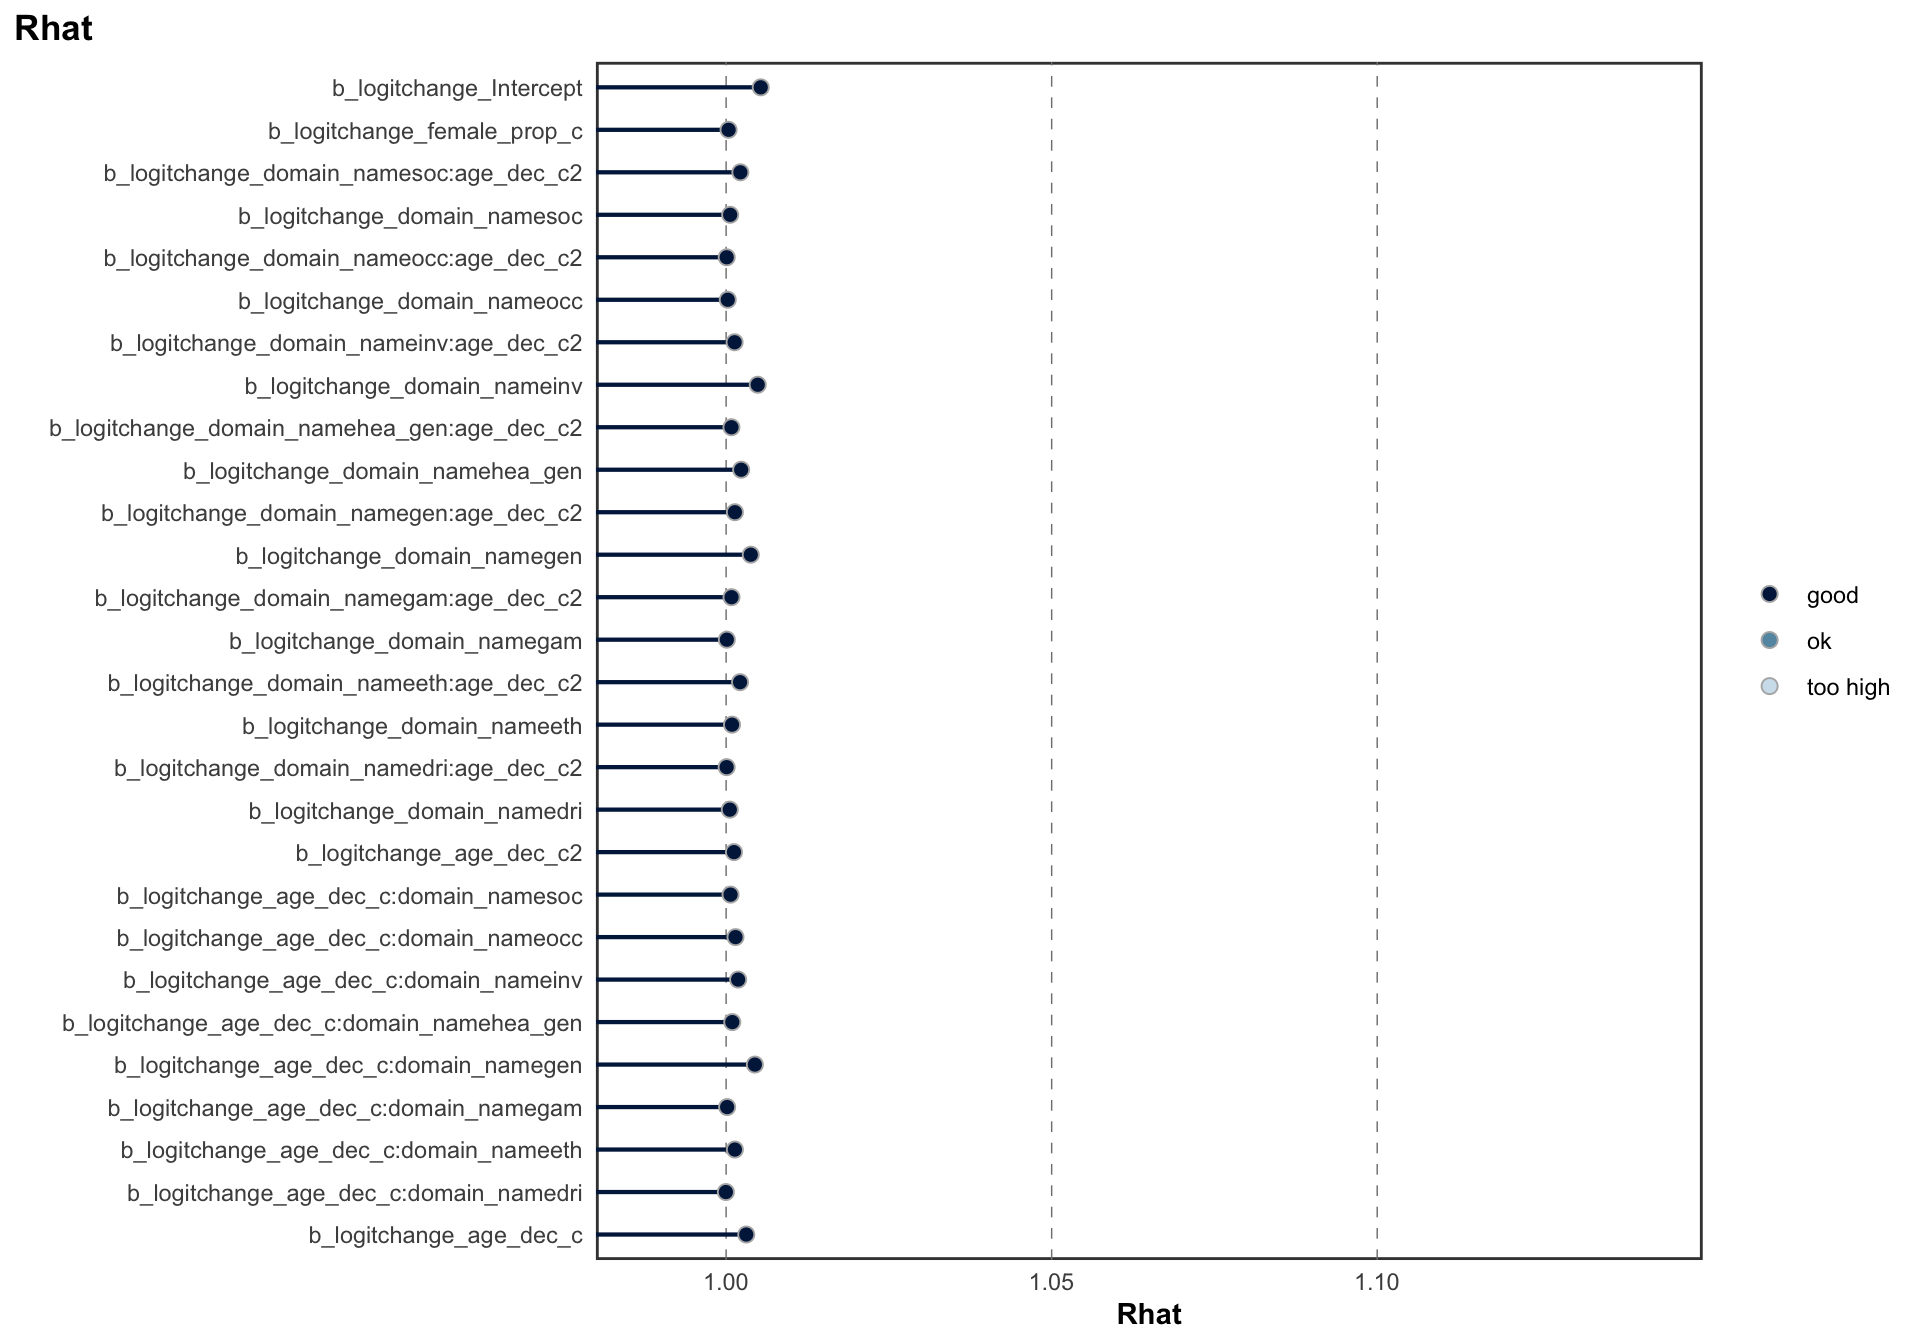 Rhat
b_logitchange_Intercept
b_logitchange_female_prop_c
b_logitchange_domain_namesoc:age_dec_c2
b_logitchange_domain_namesoc
b_logitchange_domain_nameocc:age_dec_c2
b_logitchange_domain_nameocc
b_logitchange_domain_nameinv:age_dec_c2
b_logitchange_domain_nameinv
b_logitchange_domain_namehea_gen:age_dec_c2
b_logitchange_domain_namehea_gen
b_logitchange_domain_namegen:age_dec_c2
b_logitchange_domain_namegen
b_logitchange_domain_namegam:age_dec_c2
b_logitchange_domain_namegam
b_logitchange_domain_nameeth:age_dec_c2
b_logitchange_domain_nameeth
b_logitchange_domain_namedri:age_dec_c2
b_logitchange_domain_namedri
b_logitchange_age_dec_c2
b_logitchange_age_dec_c:domain_namesoc
b_logitchange_age_dec_c:domain_nameocc
b_logitchange_age_dec_c:domain_nameinv
b_logitchange_age_dec_c:domain_namehea_gen
b_logitchange_age_dec_c:domain_namegen
b_logitchange_age_dec_c:domain_namegam
b_logitchange_age_dec_c:domain_nameeth
b_logitchange_age_dec_c:domain_namedri
b_logitchange_age_dec_c
1.00 1.05 1.10
Rhat
good
ok
too high